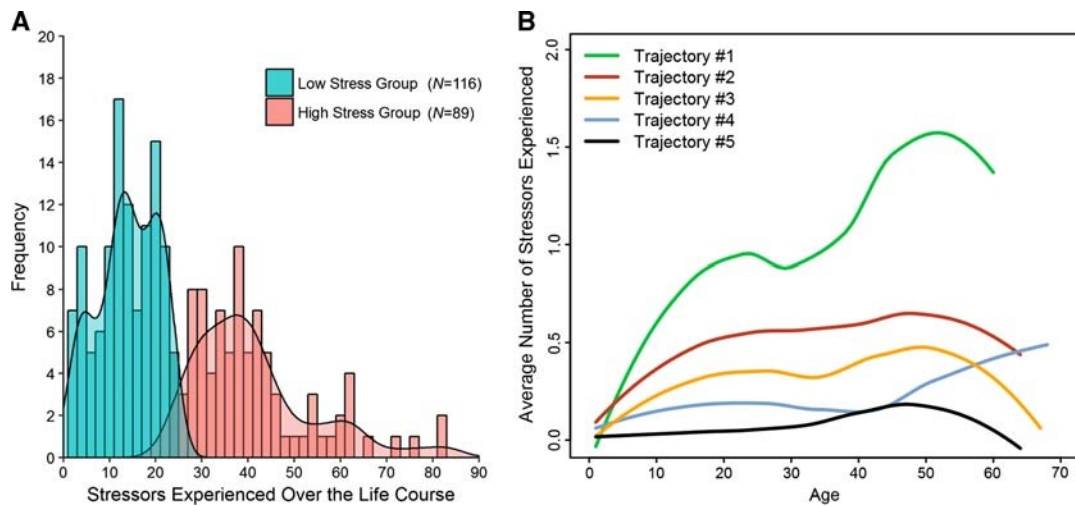 A
20
18
16
14
12
10
8
6
4
2
0
Frequency
Low Stress Group (N=116)
High Stress Group (N=89)
0 10 20 30 40 50 60 70 80 90
Stressors Experienced Over the Life Course
B
2.0
1.5
1.0
0.5
0.0
Average Number of Stressors Experienced
Trajectory #1
Trajectory #2
Trajectory #3
Trajectory #4
Trajectory #5
0 10 20 30 40 50 60 70
Age